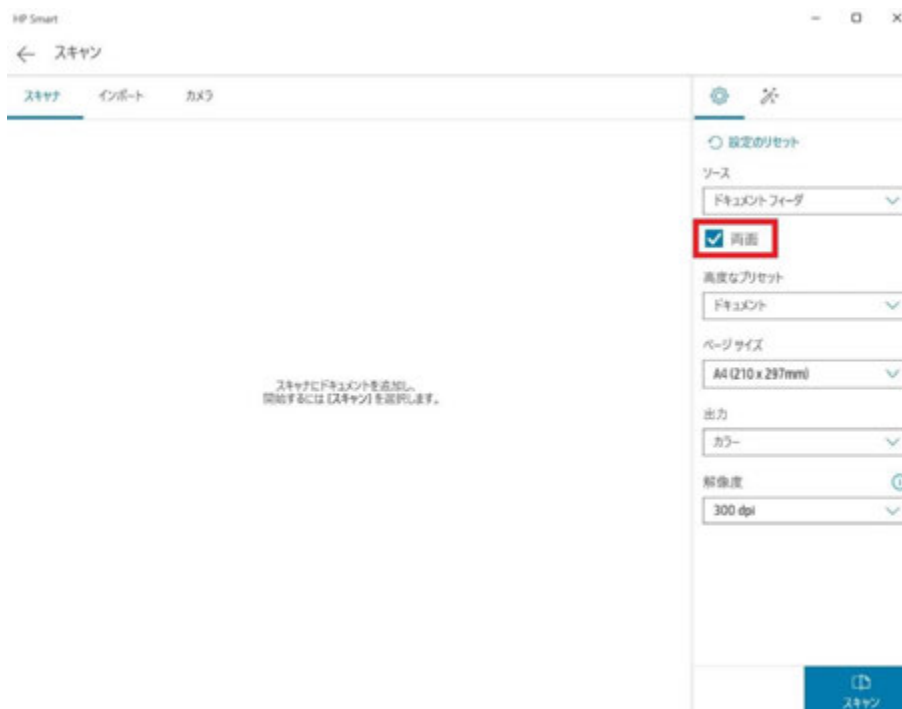 HP Smart
スキャン
スキャナ インポート カメラ
設定のリセット
ソース
ドキュメント フィーダ
両面
高度なプリセット
ドキュメント
ページ サイズ
A4 (210 x 297mm)
出力
カラー
解像度
300 dpi
スキャナにドキュメントを追加し、
開始するには [スキャン] を選択します。
スキャン